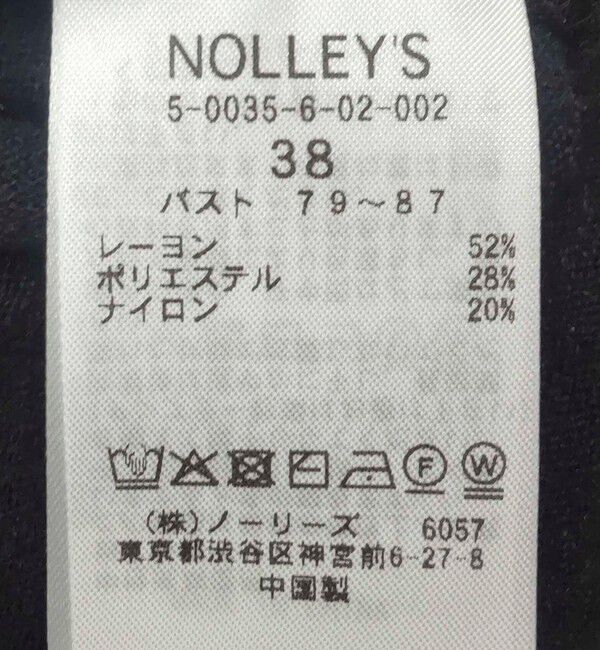 NOLLEY'S
5-0035-6-02-002
38
バスト 79～87
レーヨン 52%
ポリエステル 28%
ナイロン 20%
F W
(株)ノーリーズ 6057
東京都渋谷区神宮前6-27-8
中国製